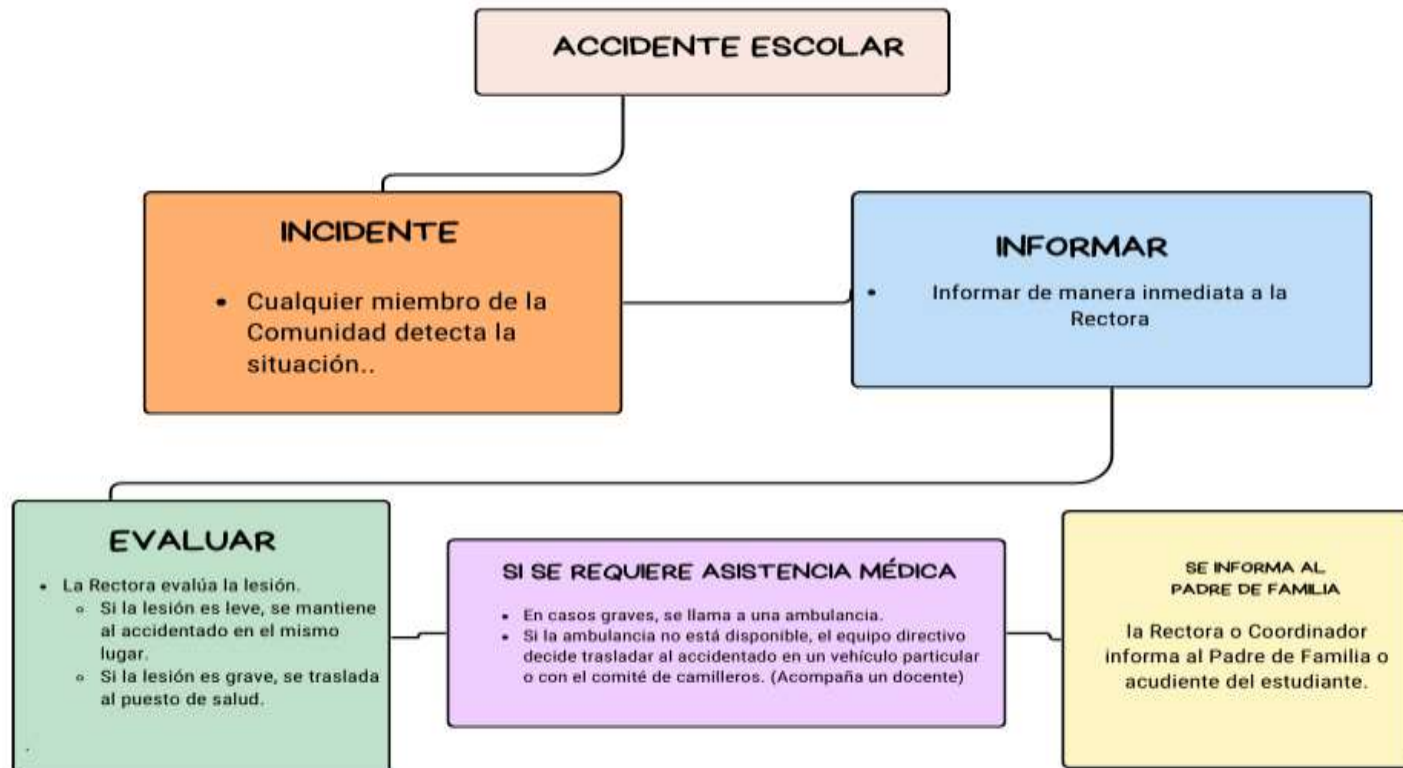 ACCIDENTE ESCOLAR
INCIDENTE
• Cualquier miembro de la
Comunidad detecta la
situación..
INFORMAR
• Informar de manera inmediata a la
Rectora
EVALUAR
• La Rectora evalúa la lesión.
○ Si la lesión es leve, se mantiene
al accidentado en el mismo
lugar.
○ Si la lesión es grave, se traslada
al puesto de salud.
.
SI SE REQUIERE ASISTENCIA MÉDICA
• En casos graves, se llama a una ambulancia.
• Si la ambulancia no está disponible, el equipo directivo
decide trasladar al accidentado en un vehículo particular
o con el comité de camilleros. (Acompaña un docente)
SE INFORMA AL
PADRE DE FAMILIA
la Rectora o Coordinador
informa al Padre de Familia o
acudiente del estudiante.